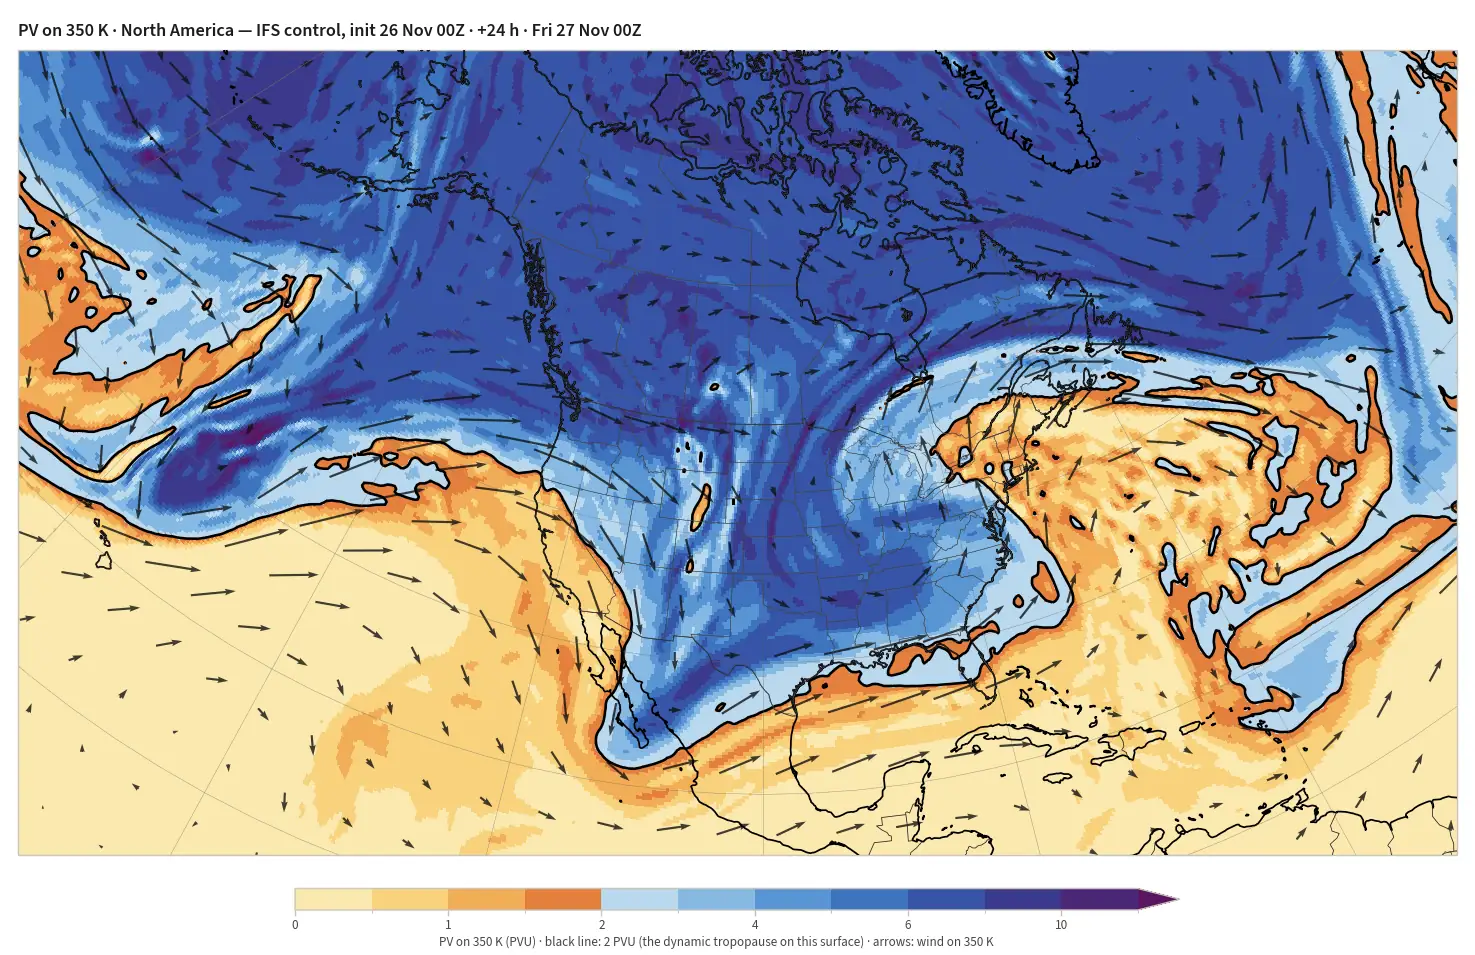 PV on 350 K · North America — IFS control, init 26 Nov 00Z · +24 h · Fri 27 Nov 00Z
0 1 2 4 6 10
PV on 350 K (PVU) · black line: 2 PVU (the dynamic tropopause on this surface) · arrows: wind on 350 K